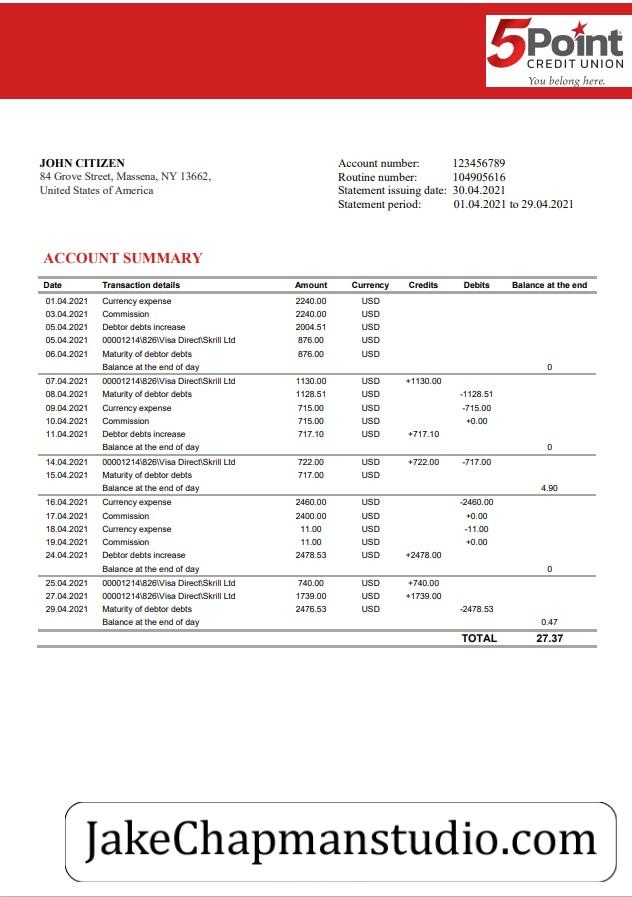 5Point
CREDIT UNION
You belong here.
JOHN CITIZEN
84 Grove Street, Massena, NY 13662,
United States of America
Account number: 123456789
Routine number: 104905616
Statement issuing date: 30.04.2021
Statement period: 01.04.2021 to 29.04.2021
ACCOUNT SUMMARY
Date Transaction details Amount Currency Credits Debits Balance at the end
01.04.2021 Currency expense 2240.00 USD
03.04.2021 Commission 2240.00 USD
05.04.2021 Debtor debts increase 2004.51 USD
05.04.2021 00001214\826\Visa Direct\Skrill Ltd 876.00 USD
06.04.2021 Maturity of debtor debts 876.00 USD
Balance at the end of day 0
07.04.2021 00001214\826\Visa Direct\Skrill Ltd 1130.00 USD +1130.00
08.04.2021 Maturity of debtor debts 1128.51 USD -1128.51
09.04.2021 Currency expense 715.00 USD -715.00
10.04.2021 Commission 715.00 USD +0.00
11.04.2021 Debtor debts increase 717.10 USD +717.10
Balance at the end of day 0
14.04.2021 00001214\826\Visa Direct\Skrill Ltd 722.00 USD +722.00 -717.00
15.04.2021 Maturity of debtor debts 717.00 USD
Balance at the end of day 4.90
16.04.2021 Currency expense 2460.00 USD -2460.00
17.04.2021 Commission 2400.00 USD +0.00
18.04.2021 Currency expense 11.00 USD -11.00
19.04.2021 Commission 11.00 USD +0.00
24.04.2021 Debtor debts increase 2478.53 USD +2478.00
Balance at the end of day 0
25.04.2021 00001214\826\Visa Direct\Skrill Ltd 740.00 USD +740.00
27.04.2021 00001214\826\Visa Direct\Skrill Ltd 1739.00 USD +1739.00
29.04.2021 Maturity of debtor debts 2476.53 USD -2478.53
Balance at the end of day 0.47
TOTAL 27.37
JakeChapmanstudio.com